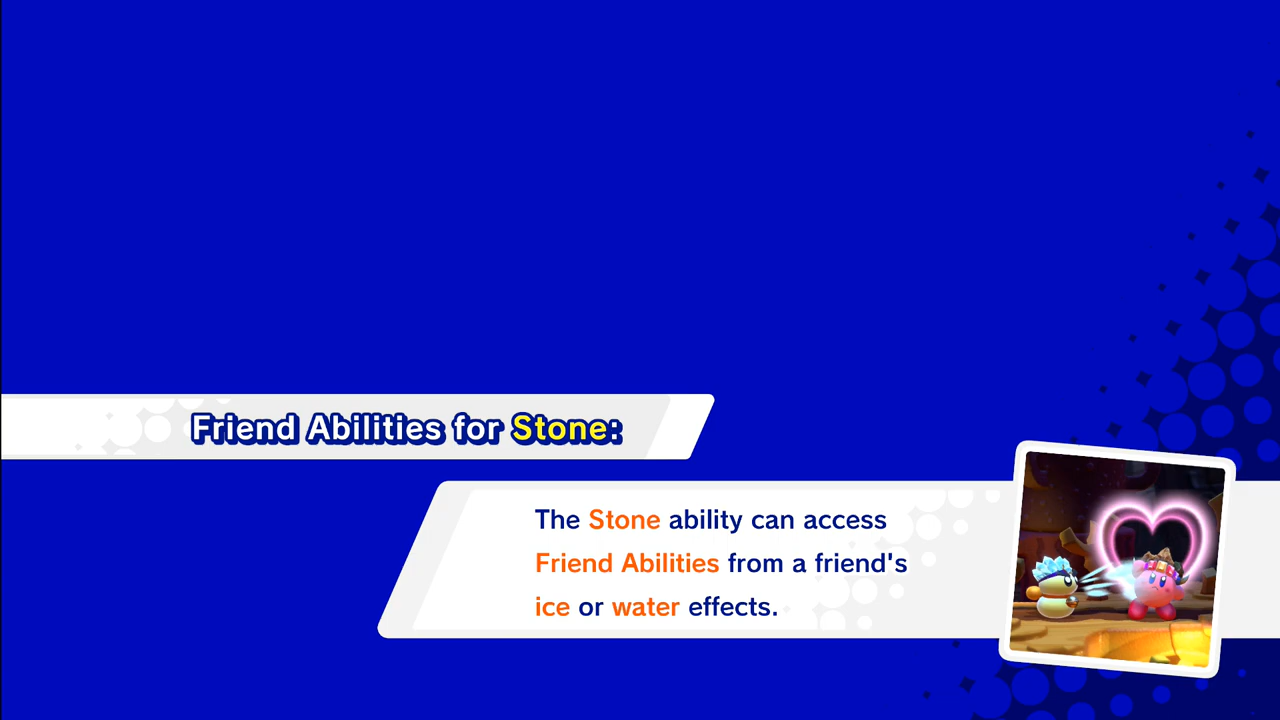 Friend Abilities for Stone:
The Stone ability can access
Friend Abilities from a friend's
ice or water effects.